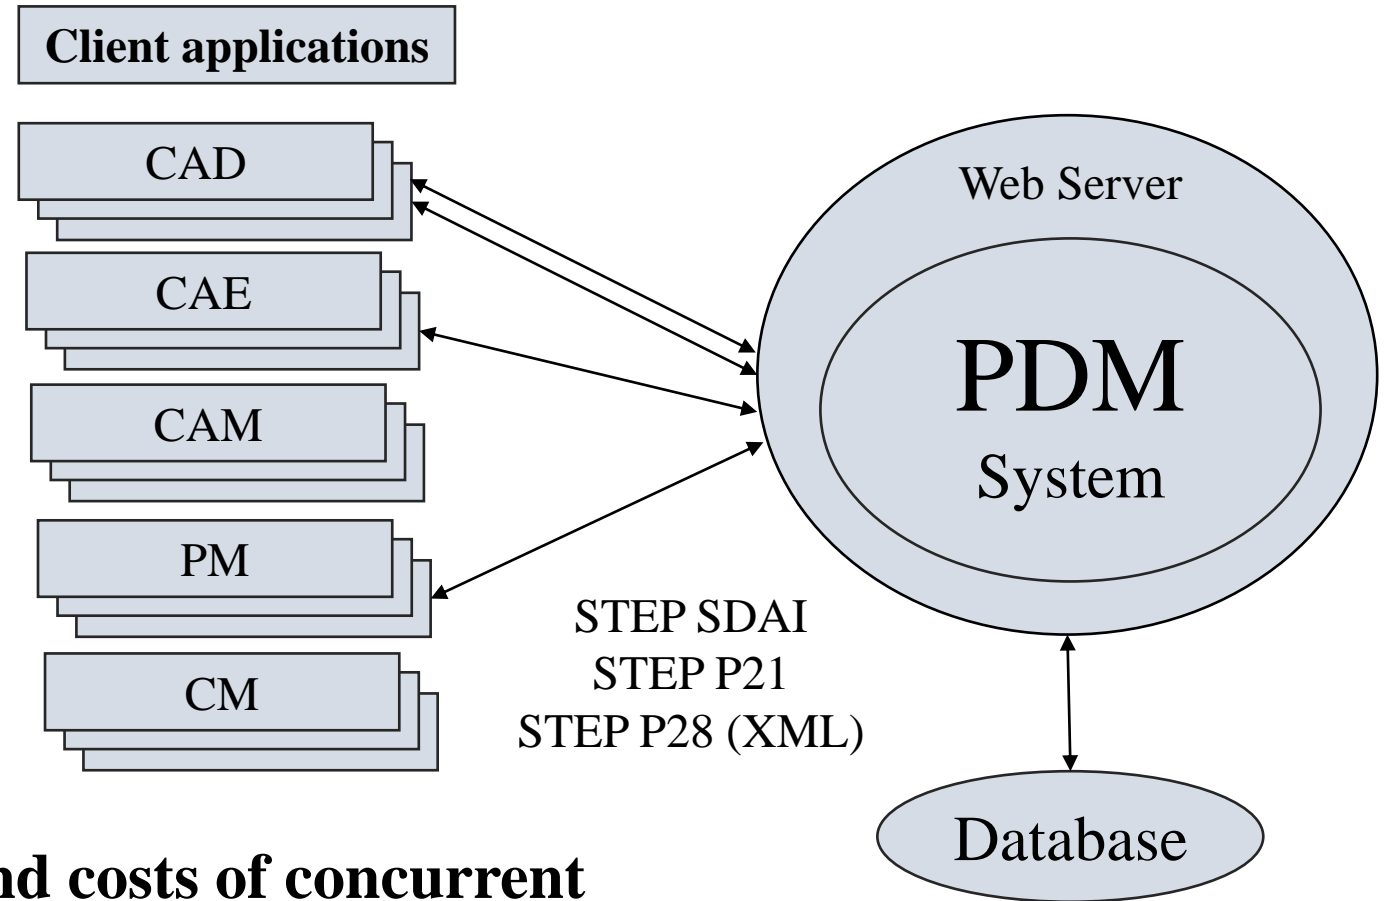 Client applications
CAD
CAE
CAM
PM
CM
Web Server
PDM
System
STEP SDAI
STEP P21
STEP P28 (XML)
Database
nd costs of concurrent